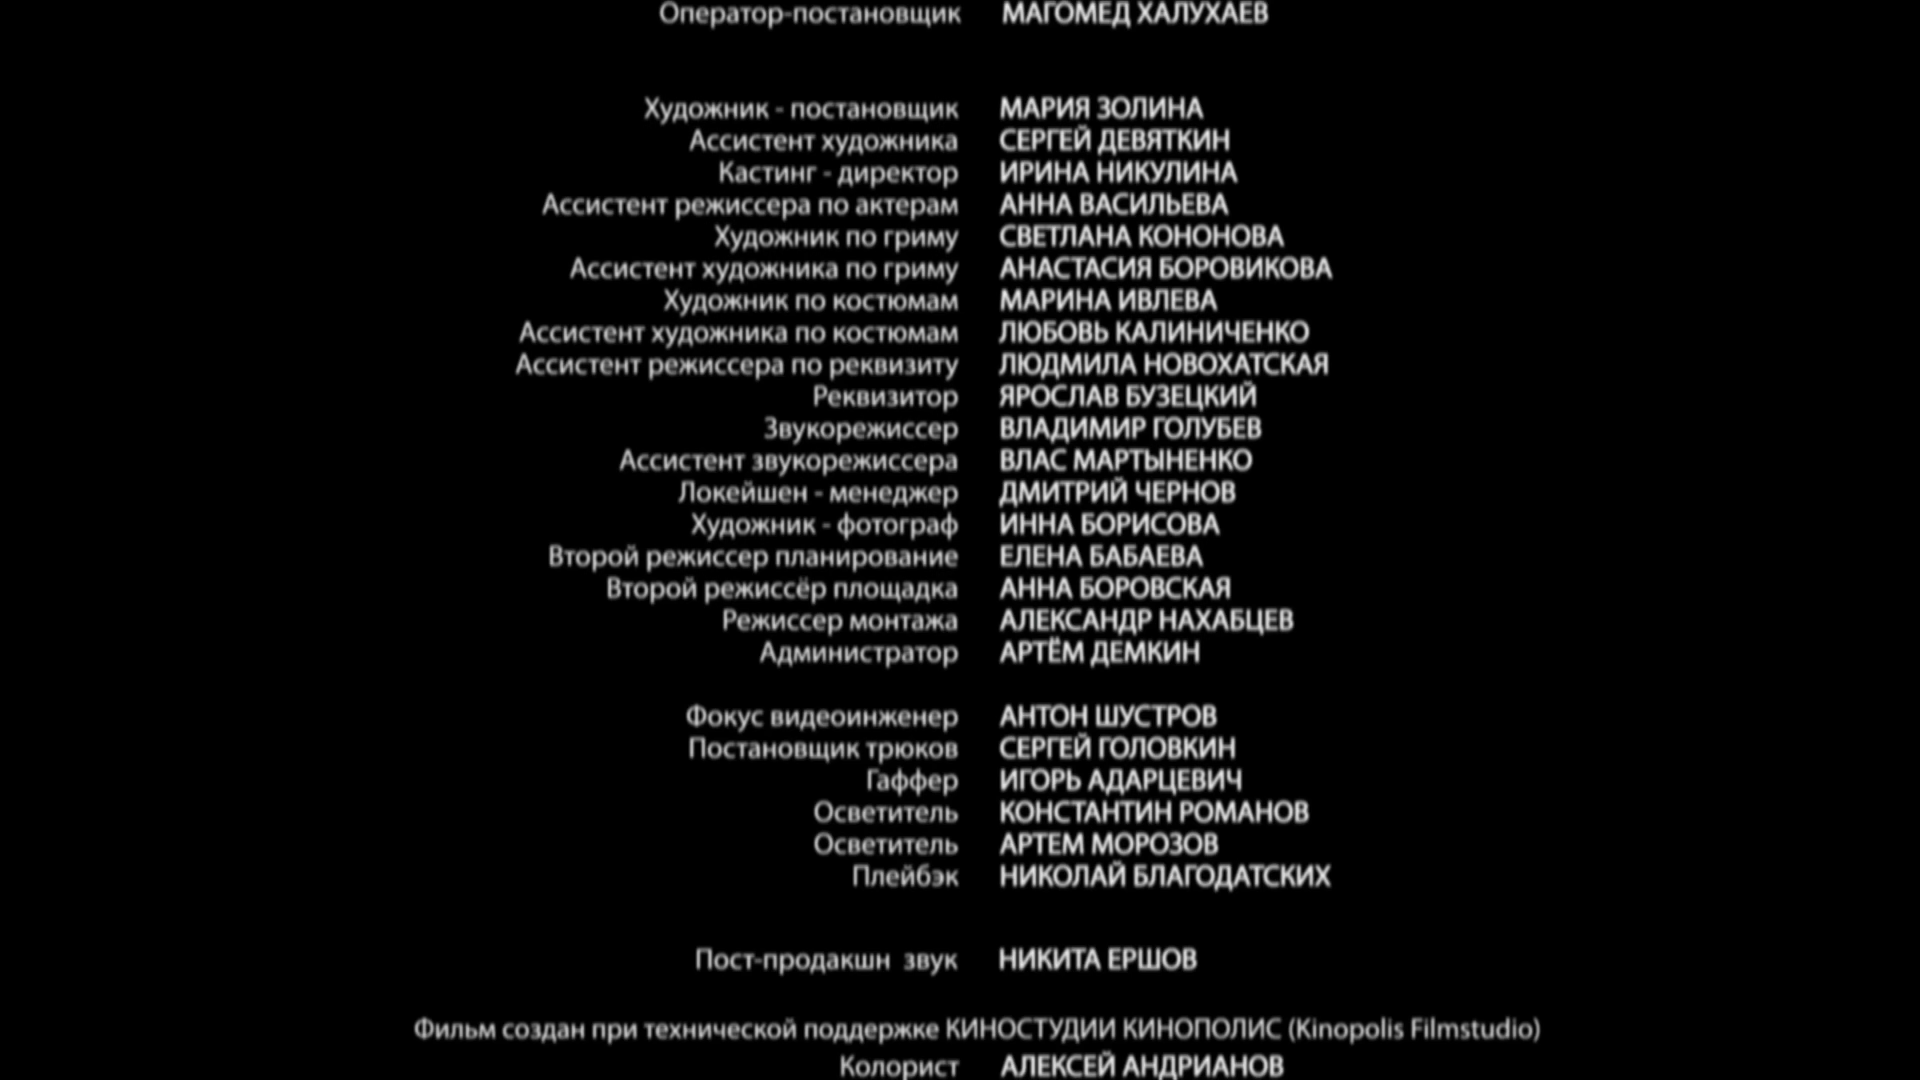 Оператор-постановщик МАГОМЕД ХАЛУХАЕВ
Художник - постановщик МАРИЯ ЗОЛИНА
Ассистент художника СЕРГЕЙ ДЕВЯТКИН
Кастинг - директор ИРИНА НИКУЛИНА
Ассистент режиссера по актерам АННА ВАСИЛЬЕВА
Художник по гриму СВЕТЛАНА КОНОНОВА
Ассистент художника по гриму АНАСТАСИЯ БОРОВИКОВА
Художник по костюмам МАРИНА ИВЛЕВА
Ассистент художника по костюмам ЛЮБОВЬ КАЛИНИЧЕНКО
Ассистент режиссера по реквизиту ЛЮДМИЛА НОВОХАТСКАЯ
Реквизитор ЯРОСЛАВ БУЗЕЦКИЙ
Звукорежиссер ВЛАДИМИР ГОЛУБЕВ
Ассистент звукорежиссера ВЛАС МАРТЫНЕНКО
Локейшен - менеджер ДМИТРИЙ ЧЕРНОВ
Художник - фотограф ИННА БОРИСОВА
Второй режиссер планирование ЕЛЕНА БАБАЕВА
Второй режиссёр площадка АННА БОРОВСКАЯ
Режиссер монтажа АЛЕКСАНДР НАХАБЦЕВ
Администратор АРТЁМ ДЕМКИН
Фокус видеоинженер АНТОН ШУСТРОВ
Постановщик трюков СЕРГЕЙ ГОЛОВКИН
Гаффер ИГОРЬ АДАРЦЕВИЧ
Осветитель КОНСТАНТИН РОМАНОВ
Осветитель АРТЕМ МОРОЗОВ
Плейбэк НИКОЛАЙ БЛАГОДАТСКИХ
Пост-продакшн звук НИКИТА ЕРШОВ
Фильм создан при технической поддержке КИНОСТУДИИ КИНОПОЛИС (Kinopolis Filmstudio)
Колорист АЛЕКСЕЙ АНДРИАНОВ